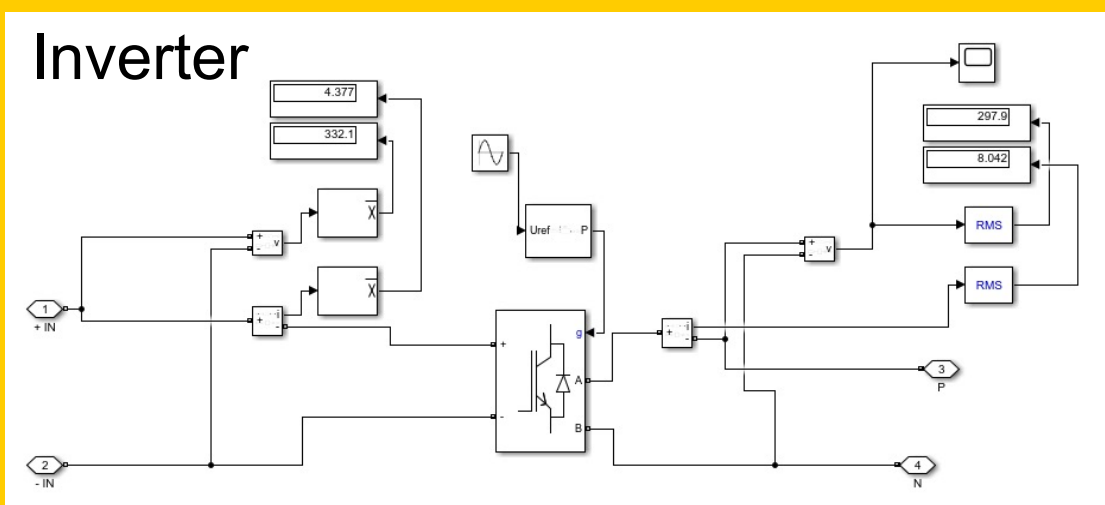 Inverter
4.377
332.1
297.9
8.042
Uref P
+
-
v
RMS
+
-
v
1
+ IN
+
i
-
RMS
+
g
+
i
-
A
3
P
-
B
2
- IN
4
N